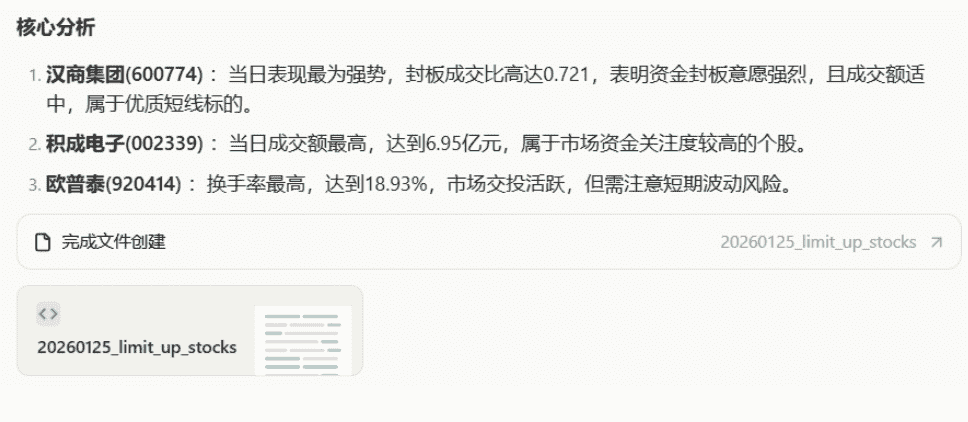 核心分析
1. 汉商集团(600774) ：当日表现最为强势，封板成交比高达0.721，表明资金封板意愿强烈，且成交额适
中，属于优质短线标的。
2. 积成电子(002339) ：当日成交额最高，达到6.95亿元，属于市场资金关注度较高的个股。
3. 欧普泰(920414) ：换手率最高，达到18.93%，市场交投活跃，但需注意短期波动风险。
完成文件创建 20260125_limit_up_stocks
20260125_limit_up_stocks